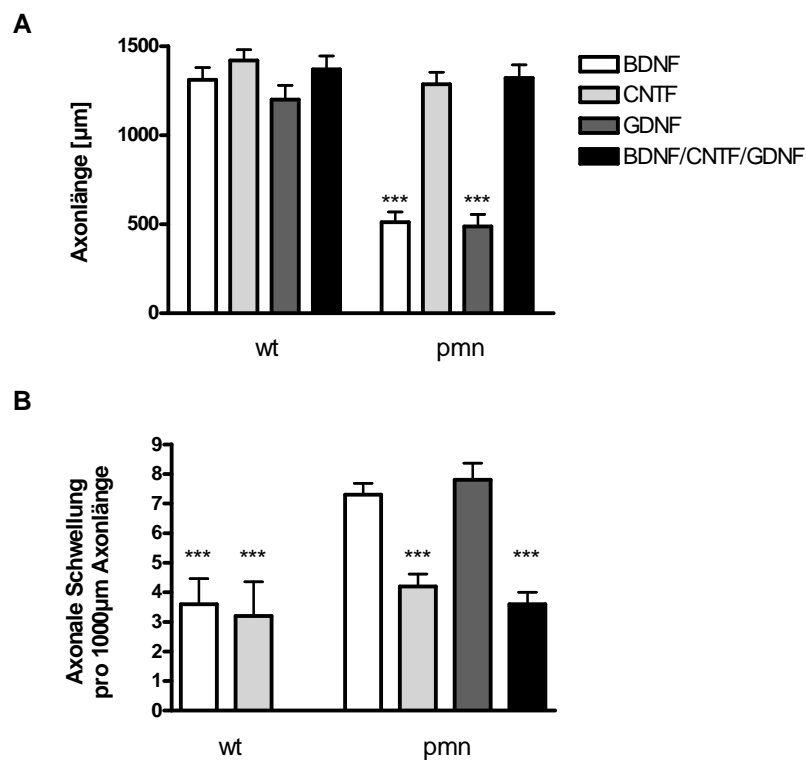 A
Axonlänge [µm]
1500
1000
500
0
*** ***
wt pmn
BDNF
CNTF
GDNF
BDNF/CNTF/GDNF
B
Axonale Schwellung
pro 1000µm Axonlänge
9
8
7
6
5
4
3
2
1
0
*** *** *** ***
wt pmn